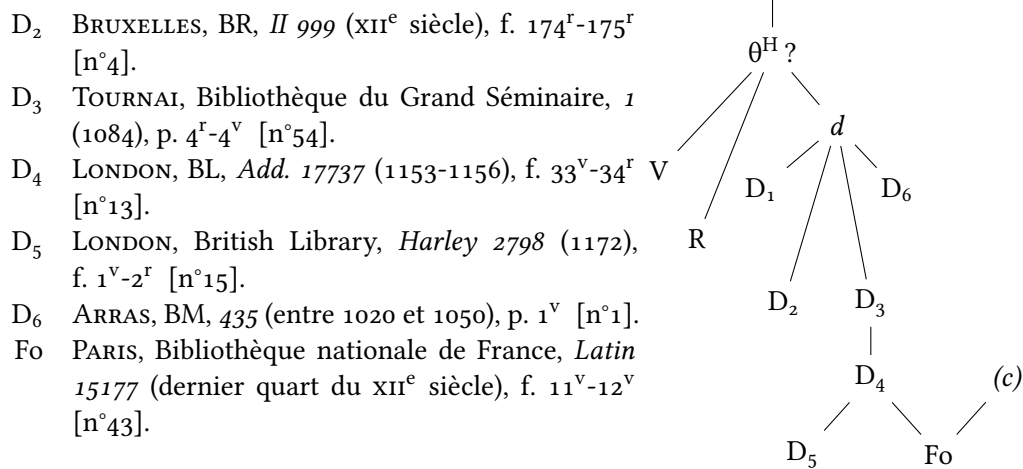 D₂ BRUXELLES, BR, II 999 (XIIᵉ siècle), f. 174ʳ-175ʳ
[n°4].
D₃ TOURNAI, Bibliothèque du Grand Séminaire, 1
(1084), p. 4ʳ-4ᵛ [n°54].
D₄ LONDON, BL, Add. 17737 (1153-1156), f. 33ᵛ-34ʳ
[n°13].
D₅ LONDON, British Library, Harley 2798 (1172),
f. 1ᵛ-2ʳ [n°15].
D₆ ARRAS, BM, 435 (entre 1020 et 1050), p. 1ᵛ [n°1].
Fo PARIS, Bibliothèque nationale de France, Latin
15177 (dernier quart du XIIᵉ siècle), f. 11ᵛ-12ᵛ
[n°43].
θᴴ ?
d
V
D₁ D₆
R
D₂ D₃
D₄ (c)
D₅ Fo